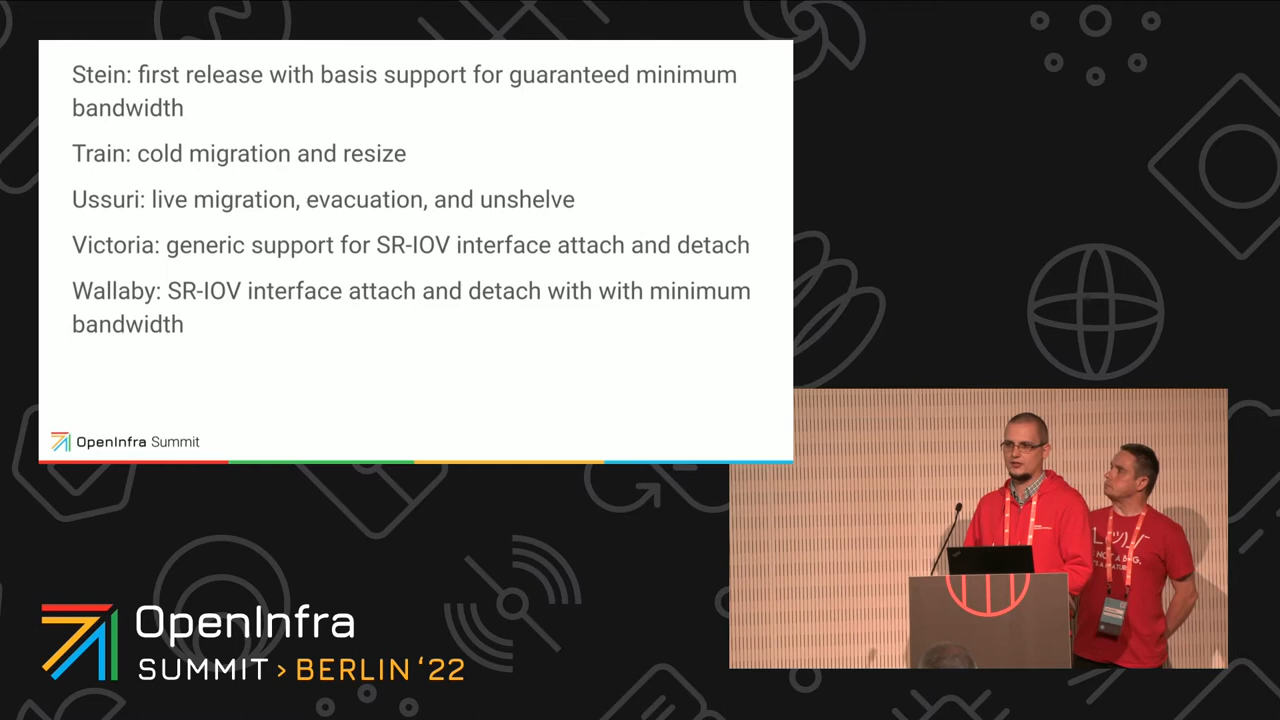 Stein: first release with basis support for guaranteed minimum
bandwidth
Train: cold migration and resize
Ussuri: live migration, evacuation, and unshelve
Victoria: generic support for SR-IOV interface attach and detach
Wallaby: SR-IOV interface attach and detach with with minimum
bandwidth
OpenInfra Summit
OpenInfra
SUMMIT > BERLIN ‘22
NOT A BUG,